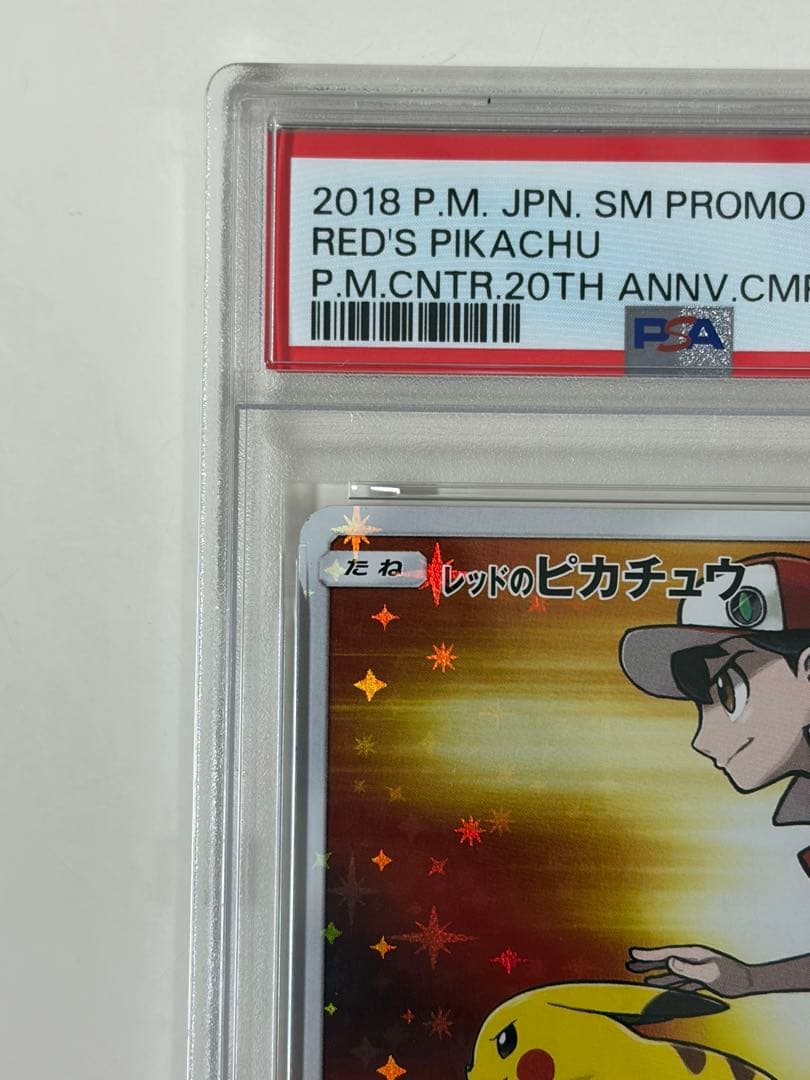 2018 P.M. JPN. SM PROMO
RED'S PIKACHU
P.M.CNTR.20TH ANNV.CMP
PSA
たね
レッドのピカチュウ